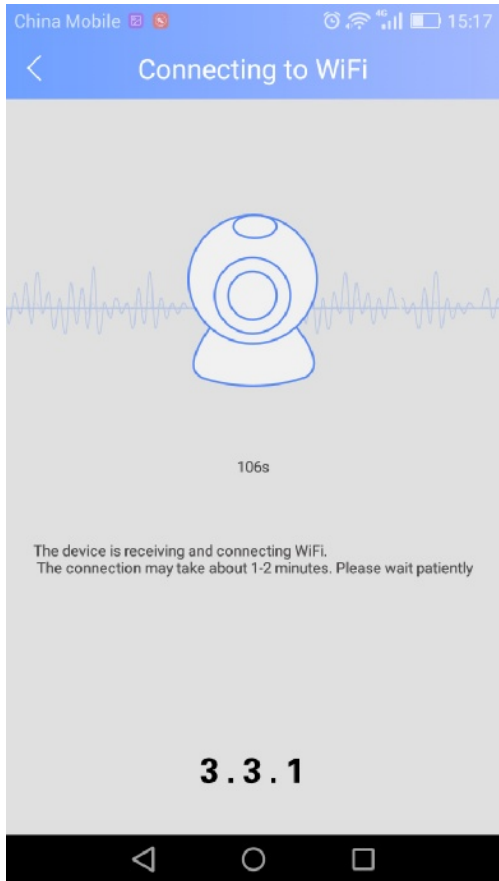 China Mobile 4G 15:17
Connecting to WiFi
106s
The device is receiving and connecting WiFi.
The connection may take about 1-2 minutes. Please wait patiently
3.3.1